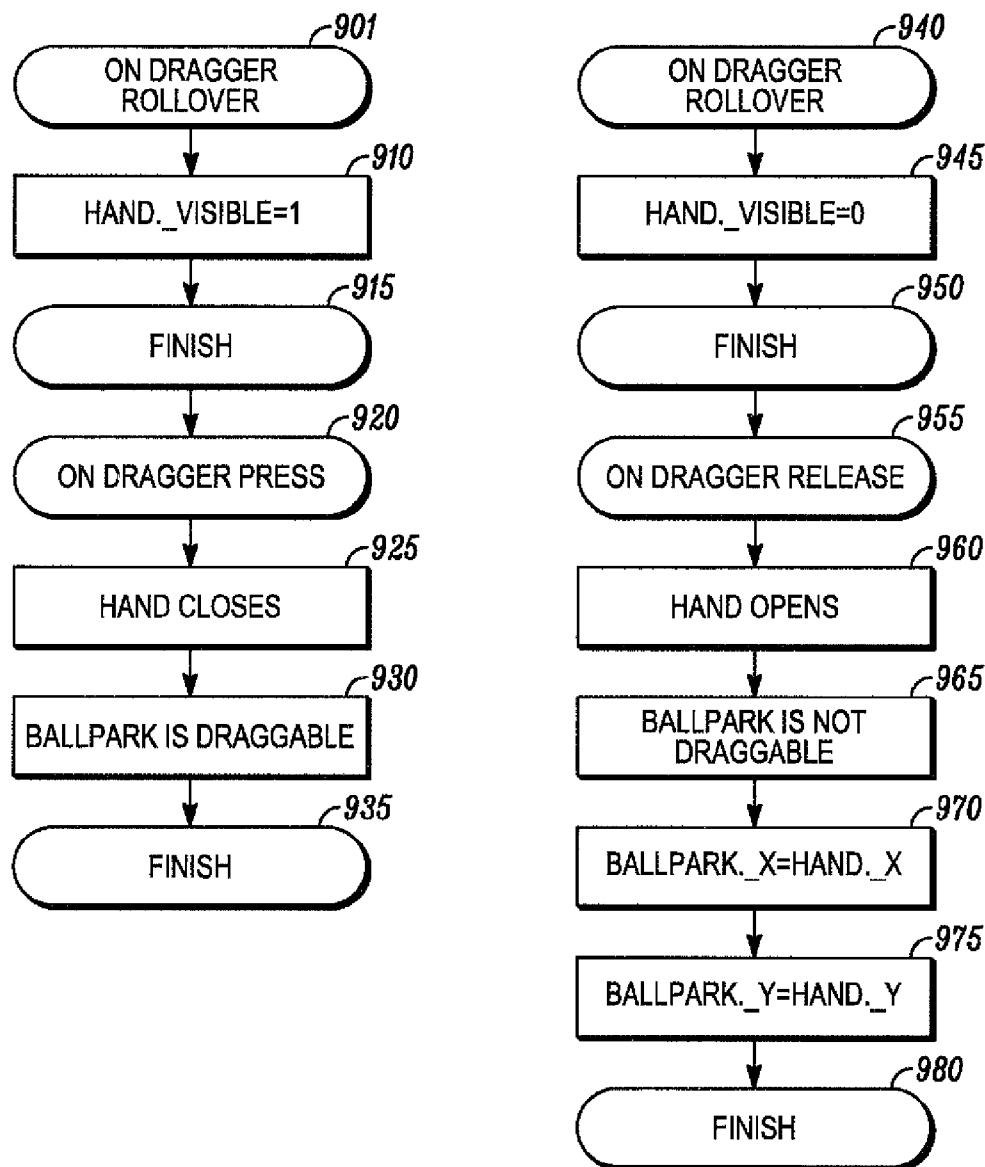 901
ON DRAGGER
ROLLOVER
910
HAND._VISIBLE=1
915
FINISH
920
ON DRAGGER PRESS
925
HAND CLOSES
930
BALLPARK IS DRAGGABLE
935
FINISH
940
ON DRAGGER
ROLLOVER
945
HAND._VISIBLE=0
950
FINISH
955
ON DRAGGER RELEASE
960
HAND OPENS
965
BALLPARK IS NOT
DRAGGABLE
970
BALLPARK._X=HAND._X
975
BALLPARK._Y=HAND._Y
980
FINISH